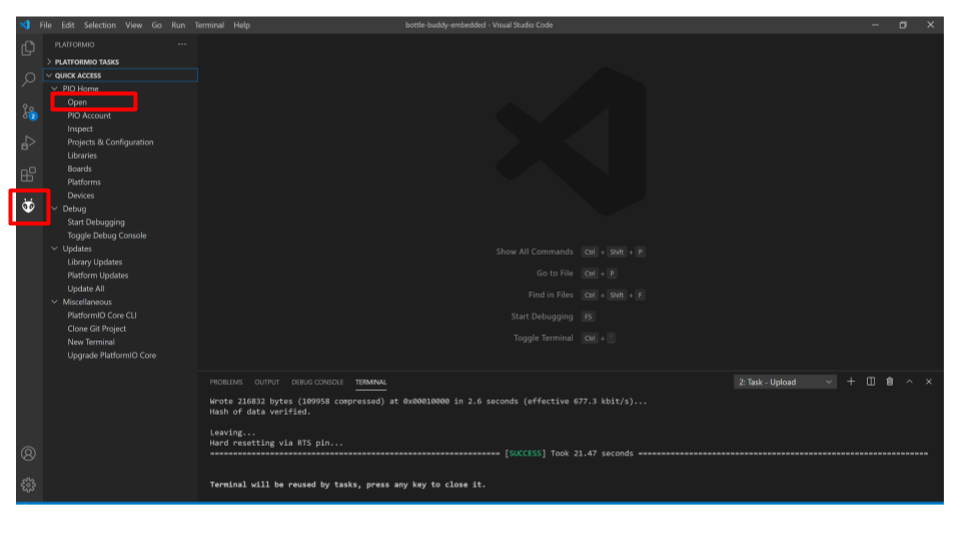 File Edit Selection View Go Run Terminal Help
bottle-buddy-embedded - Visual Studio Code
PLATFORMIO
PLATFORMIO TASKS
QUICK ACCESS
PIO Home
Open
PIO Account
Inspect
Projects & Configuration
Libraries
Boards
Platforms
Devices
Debug
Start Debugging
Toggle Debug Console
Updates
Library Updates
Platform Updates
Update All
Miscellaneous
PlatformIO Core CLI
Clone Git Project
New Terminal
Upgrade PlatformIO Core
2
Show All Commands Ctrl + Shift + P
Go to File Ctrl + P
Find in Files Ctrl + Shift + F
Start Debugging F5
Toggle Terminal Ctrl + `
PROBLEMS OUTPUT DEBUG CONSOLE TERMINAL
2: Task - Upload
Wrote 216832 bytes (109958 compressed) at 0x00010000 in 2.6 seconds (effective 677.3 kbit/s)...
Hash of data verified.
Leaving...
Hard resetting via RTS pin...
[SUCCESS] Took 21.47 seconds
Terminal will be reused by tasks, press any key to close it.